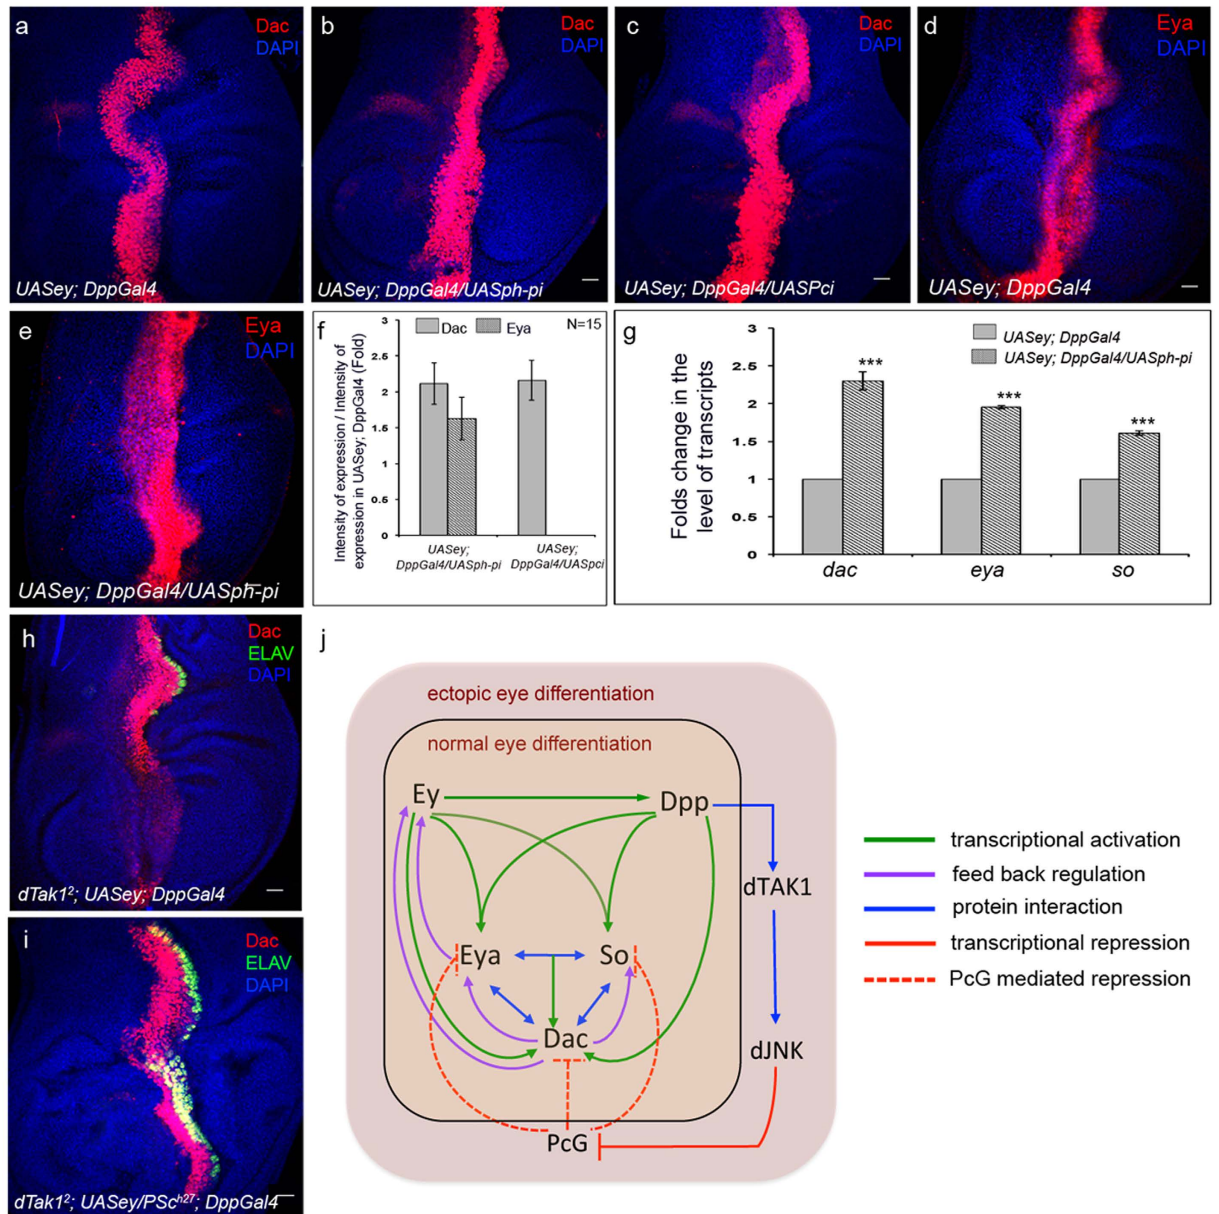 a
Dac
DAPI
UASey; DppGal4
b
Dac
DAPI
UASey; DppGal4/UASph-pi
c
Dac
DAPI
UASey; DppGal4/UASPci
d
Eya
DAPI
UASey; DppGal4
e
Eya
DAPI
UASey; DppGal4/UASph-pi
f
Dac
Eya
N=15
Intensity of expression / Intensity of
expression in UASey; DppGal4 (Fold)
3
2.5
2
1.5
1
0.5
0
UASey;
DppGal4/UASph-pi
UASey;
DppGal4/UASpci
g
UASey; DppGal4
UASey; DppGal4/UASph-pi
Folds change in the
level of transcripts
3
2.5
2
1.5
1
0.5
0
***
***
***
dac
eya
so
h
Dac
ELAV
DAPI
dTak1²; UASey; DppGal4
i
Dac
ELAV
DAPI
dTak1²; UASey/PScʰ²⁷; DppGal4
j
ectopic eye differentiation
normal eye differentiation
Ey
Dpp
dTAK1
Eya
So
Dac
dJNK
PcG
transcriptional activation
feed back regulation
protein interaction
transcriptional repression
PcG mediated repression